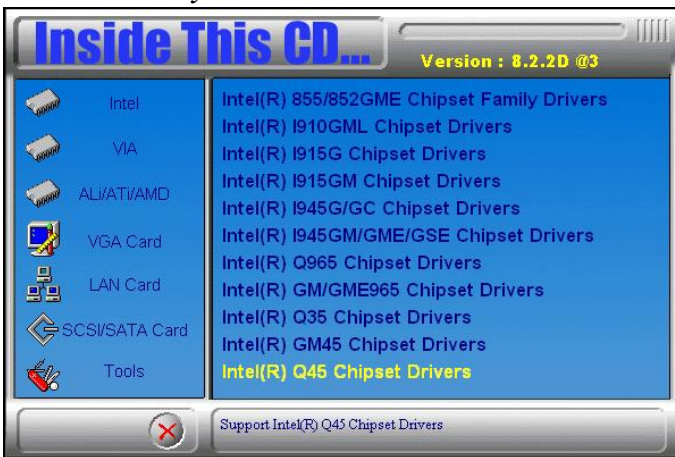 Inside This CD...
Version : 8.2.2D @3
Intel
VIA
ALi/ATi/AMD
VGA Card
LAN Card
SCSI/SATA Card
Tools
Intel(R) 855/852GME Chipset Family Drivers
Intel(R) I910GML Chipset Drivers
Intel(R) I915G Chipset Drivers
Intel(R) I915GM Chipset Drivers
Intel(R) I945G/GC Chipset Drivers
Intel(R) I945GM/GME/GSE Chipset Drivers
Intel(R) Q965 Chipset Drivers
Intel(R) GM/GME965 Chipset Drivers
Intel(R) Q35 Chipset Drivers
Intel(R) GM45 Chipset Drivers
Intel(R) Q45 Chipset Drivers
Support Intel(R) Q45 Chipset Drivers